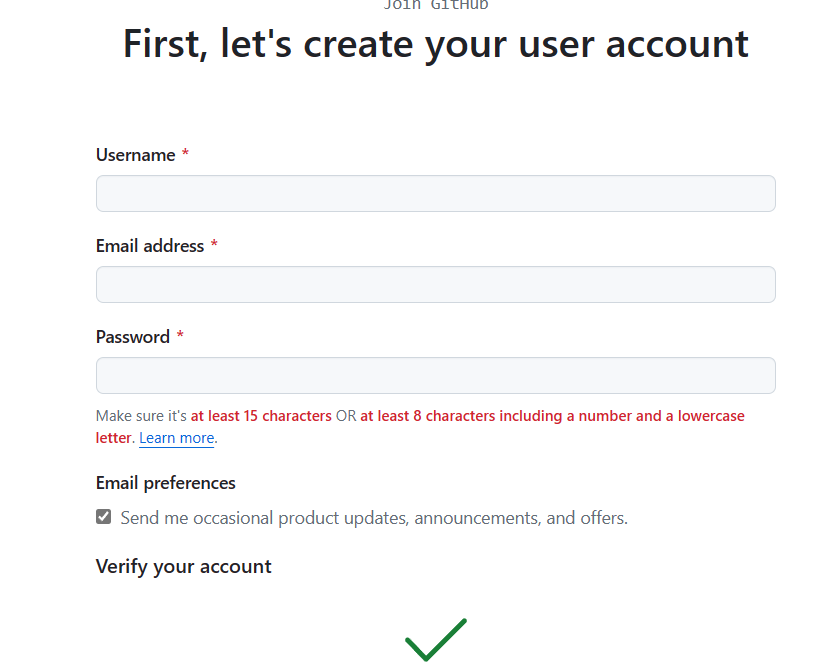 Join GitHub
First, let's create your user account
Username *
Email address *
Password *
Make sure it's at least 15 characters OR at least 8 characters including a number and a lowercase
letter. Learn more.
Email preferences
Send me occasional product updates, announcements, and offers.
Verify your account